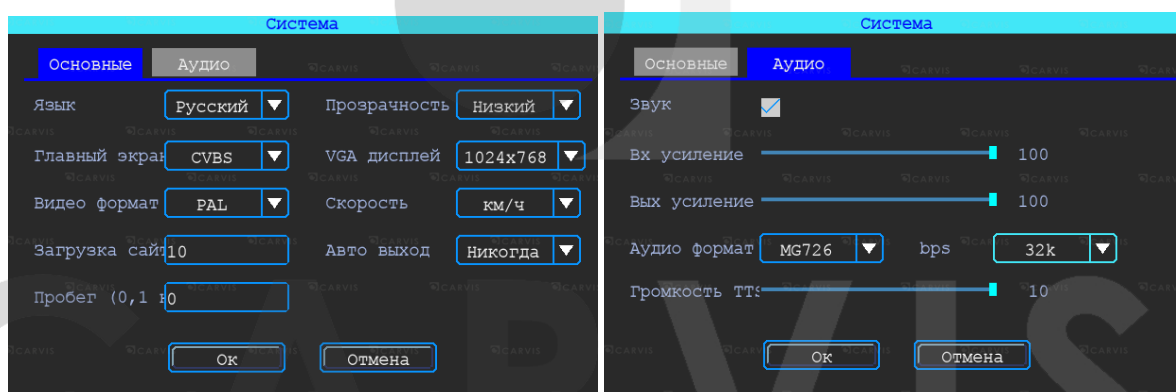 Система
Основные Аудио
Язык Русский Прозрачность Низкий
Главный экран CVBS VGA дисплей 1024x768
Видео формат PAL Скорость км/ч
Загрузка сайт 10 Авто выход Никогда
Пробег (0,1 0
Ок Отмена
Система
Основные Аудио
Звук
Вх усиление 100
Вых усиление 100
Аудио формат MG726 bps 32k
Громкость TTS 10
Ок Отмена
CARVIS